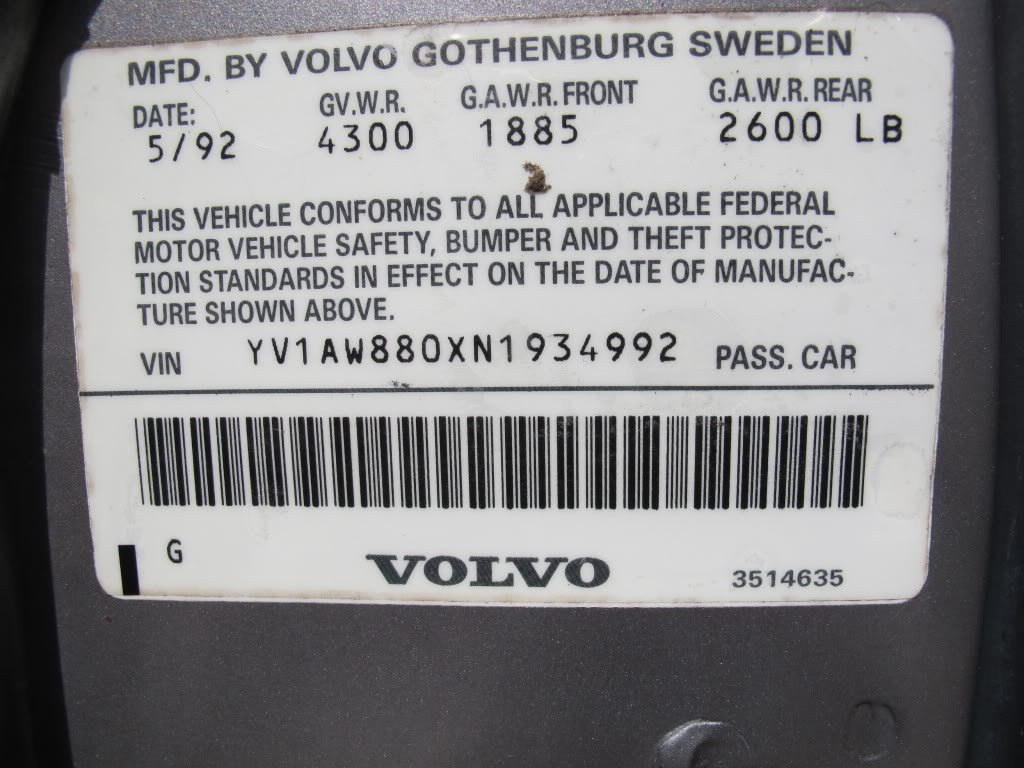 MFD. BY VOLVO GOTHENBURG SWEDEN
DATE: GV.W.R. G.A.W.R. FRONT G.A.W.R. REAR
5/92 4300 1885 2600 LB
THIS VEHICLE CONFORMS TO ALL APPLICABLE FEDERAL
MOTOR VEHICLE SAFETY, BUMPER AND THEFT PROTEC-
TION STANDARDS IN EFFECT ON THE DATE OF MANUFAC-
TURE SHOWN ABOVE.
VIN YV1AW880XN1934992 PASS. CAR
G VOLVO 3514635